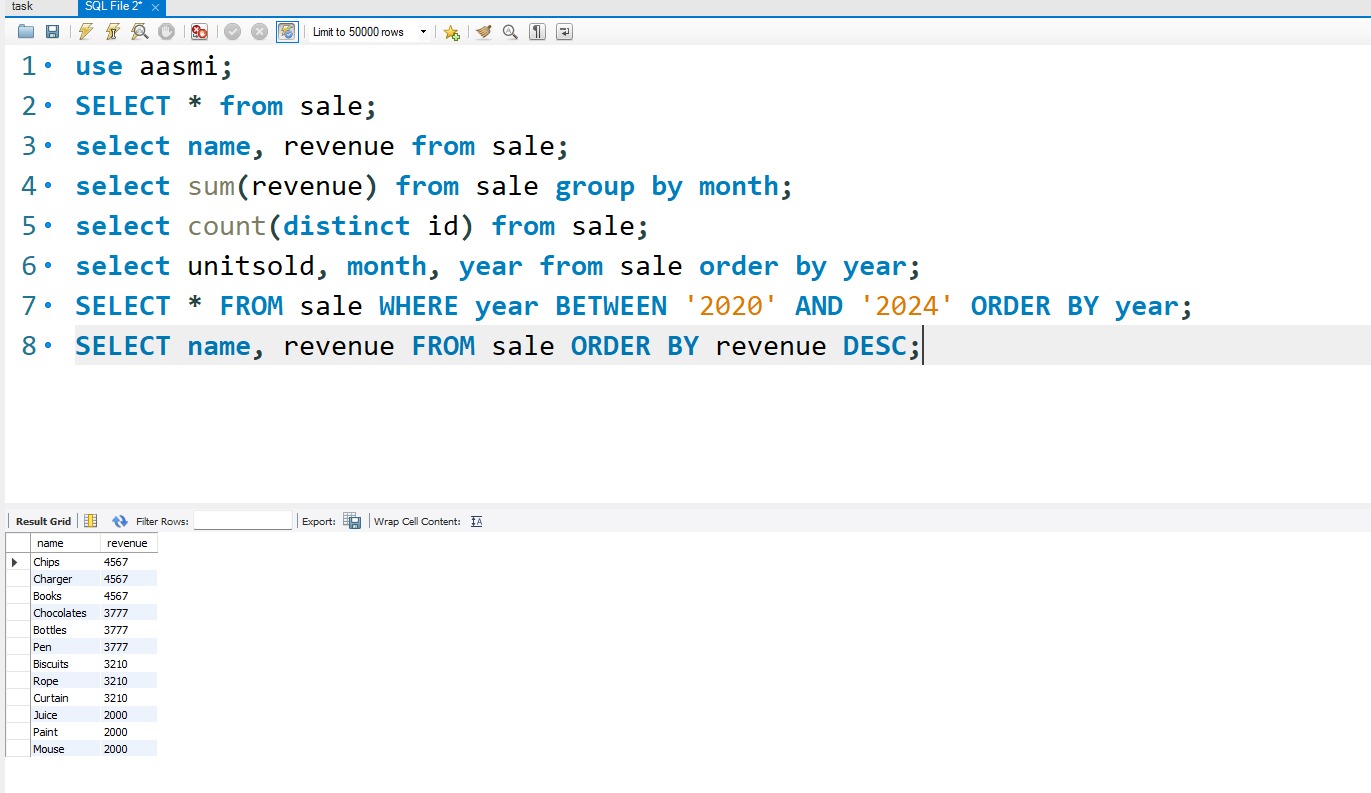 task SQL File 2* ×
Limit to 50000 rows
1 use aasmi;
2 SELECT * from sale;
3 select name, revenue from sale;
4 select sum(revenue) from sale group by month;
5 select count(distinct id) from sale;
6 select unitsold, month, year from sale order by year;
7 SELECT * FROM sale WHERE year BETWEEN '2020' AND '2024' ORDER BY year;
8 SELECT name, revenue FROM sale ORDER BY revenue DESC;
Result Grid Filter Rows: Export: Wrap Cell Content:
name revenue
Chips 4567
Charger 4567
Books 4567
Chocolates 3777
Bottles 3777
Pen 3777
Biscuits 3210
Rope 3210
Curtain 3210
Juice 2000
Paint 2000
Mouse 2000